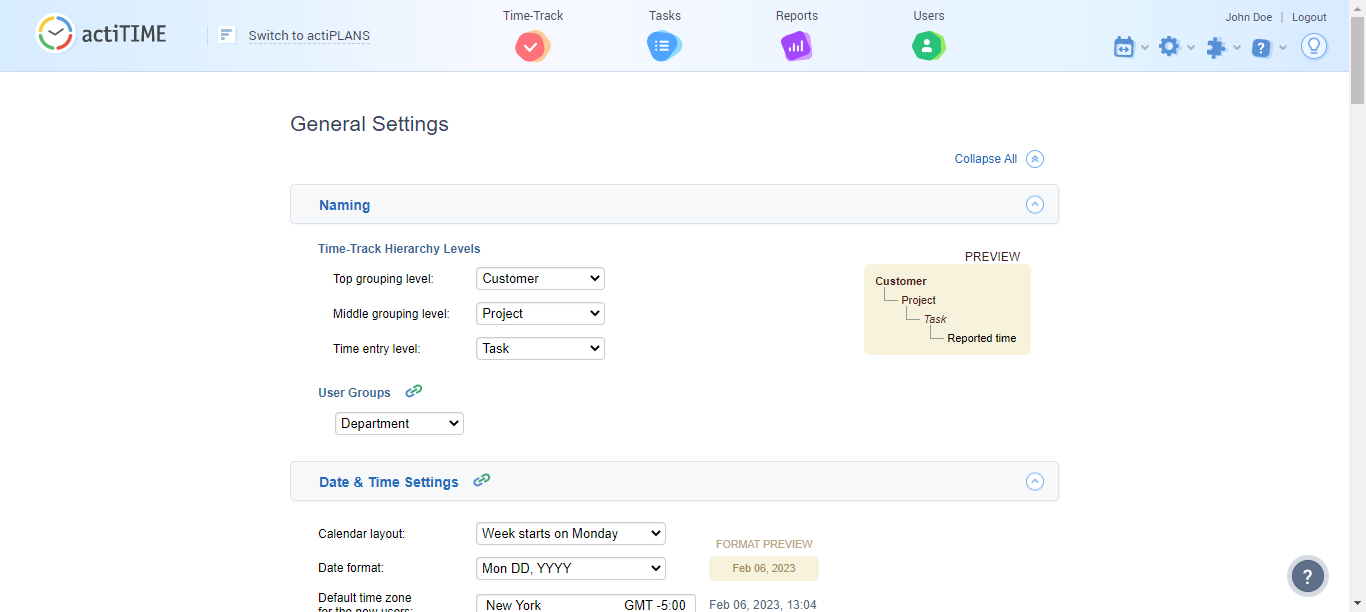 actiTIME
Switch to actiPLANS
Time-Track
Tasks
Reports
Users
John Doe | Logout
General Settings
Collapse All
Naming
Time-Track Hierarchy Levels
Top grouping level: Customer
Middle grouping level: Project
Time entry level: Task
PREVIEW
Customer
Project
Task
Reported time
User Groups
Department
Date & Time Settings
Calendar layout: Week starts on Monday
Date format: Mon DD, YYYY
FORMAT PREVIEW
Feb 06, 2023
Default time zone
for the new users:
New York GMT -5:00
Feb 06, 2023, 13:04
?